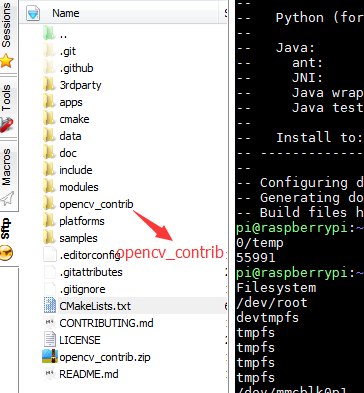 Sessions
Tools
Macros
Sftp
Name
..
.git
.github
3rdparty
apps
cmake
data
doc
include
modules
opencv_contrib
platforms
samples
.editorconfig
.gitattributes
.gitignore
CMakeLists.txt
CONTRIBUTING.md
LICENSE
opencv_contrib.zip
README.md
opencv_contrib
--
-- Python (for
--
-- Java:
-- ant:
-- JNI:
-- Java wrap
-- Java test
--
-- Install to:
-- -------------
--
-- Configuring d
-- Generating do
-- Build files h
pi@raspberrypi:~
0/temp
55991
pi@raspberrypi:~
Filesystem
/dev/root
devtmpfs
tmpfs
tmpfs
tmpfs
tmpfs
/dev/mmcblk0p1